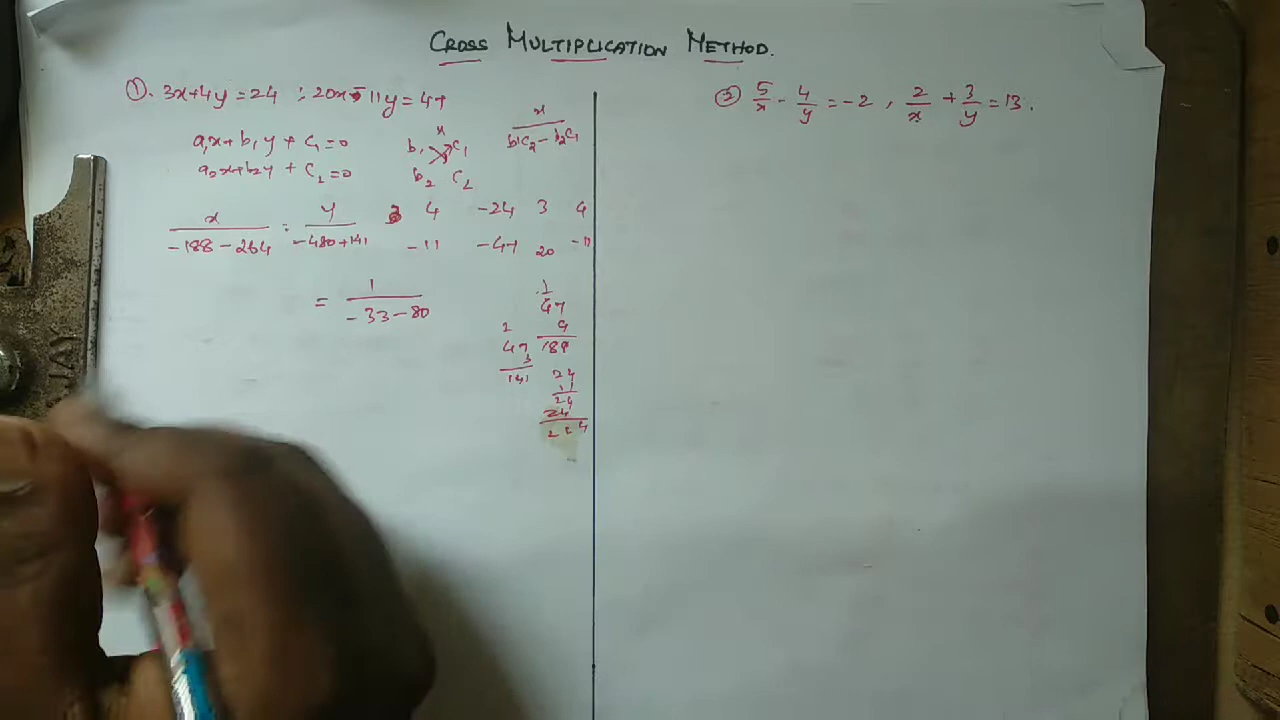 CROSS MULTIPLICATION METHOD.
① . 3x+4y = 24 ; 20x - 11y = 47
a₁x + b₁y + c₁ = 0
a₂x + b₂y + c₂ = 0
x
b₁ c₁
b₂ c₂
x / b₁c₂ - b₂c₁
4 -24 3 4
-11 -47 20 -11
x / -188 - 264 = y / -480 + 141
= 1 / -33 - 80
1
47
4
188
2
47
3
141
24
11
24
24
264
② 5/x - 4/y = -2 , 2/x + 3/y = 13 .